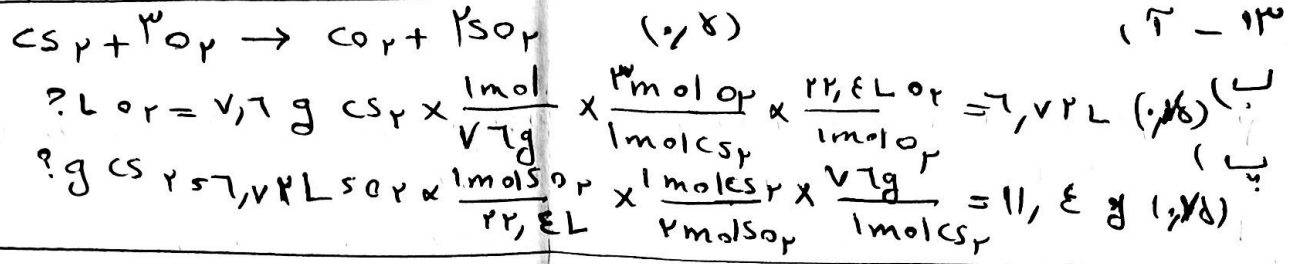 ۱۳ - آ) CS۲ + ۳O۲ → CO۲ + ۲SO۲ (۰/۵)
ب) ?L O۲ = ۷,۶ g CS۲ × ۱mol/۷۶g × ۳mol O۲/۱mol CS۲ × ۲۲,۴L O۲/۱mol O۲ = ۶,۷۲ L (۰,۷۵)
پ) ?g CS۲ = ۶,۷۲L SO۲ × ۱mol SO۲/۲۲,۴L × ۱mol CS۲/۲mol SO۲ × ۷۶g/۱mol CS۲ = ۱۱,۴ g (۰,۷۵)